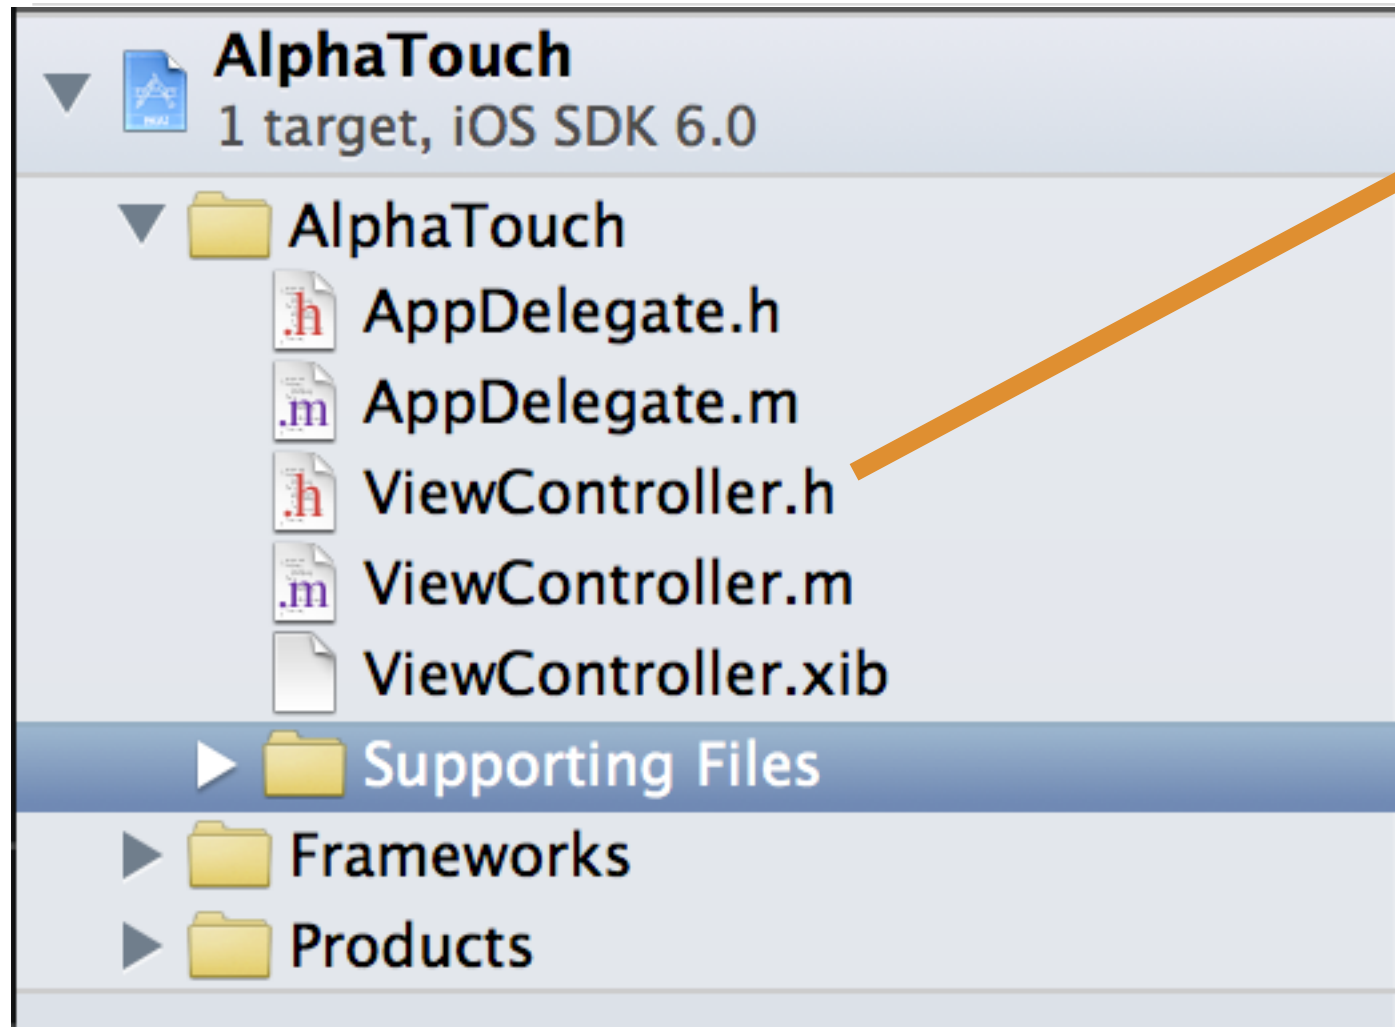 AlphaTouch
1 target, iOS SDK 6.0
AlphaTouch
.h AppDelegate.h
.m AppDelegate.m
.h ViewController.h
.m ViewController.m
ViewController.xib
Supporting Files
Frameworks
Products